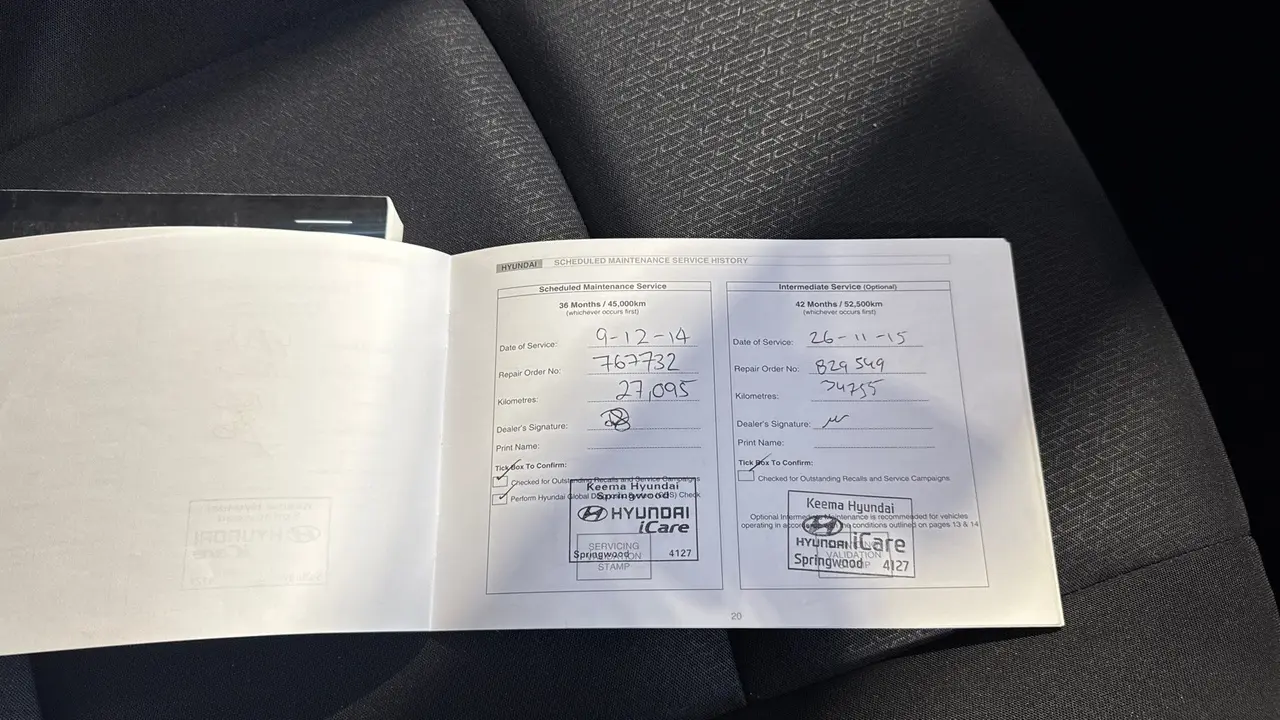 HYUNDAI SCHEDULED MAINTENANCE SERVICE HISTORY
Scheduled Maintenance Service
36 Months / 45,000km
(whichever occurs first)
Date of Service: 9-12-14
Repair Order No: 767732
Kilometres: 27,095
Dealer's Signature:
Print Name:
Tick Box To Confirm:
Checked for Outstanding Recalls and Service Campaigns
Perform Hyundai Global Check
Keema Hyundai
Springwood
HYUNDAI
iCare
Springwood 4127
SERVICING
STAMP
Intermediate Service (Optional)
42 Months / 52,500km
(whichever occurs first)
Date of Service: 26-11-15
Repair Order No: 829549
Kilometres: 34755
Dealer's Signature:
Print Name:
Tick Box To Confirm:
Checked for Outstanding Recalls and Service Campaigns
Optional Maintenance is recommended for vehicles
operating in the conditions outlined on pages 13 & 14
Keema Hyundai
HYUNDAI iCare
Springwood 4127
VALIDATION
20